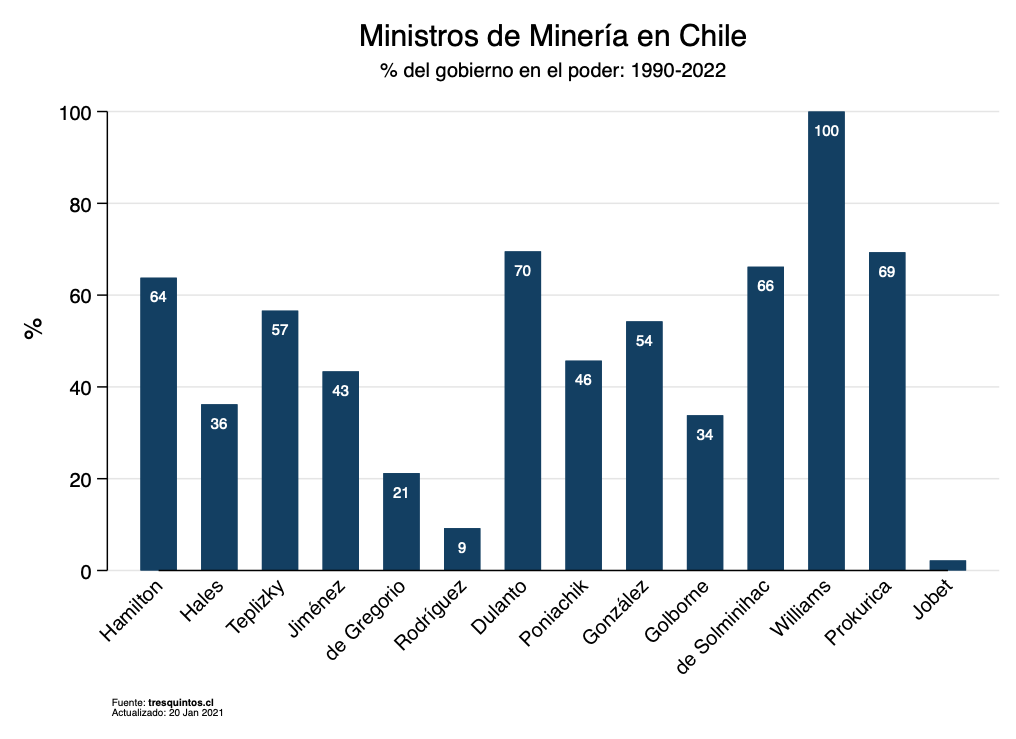 Ministros de Minería en Chile
% del gobierno en el poder: 1990-2022
%
100
80
60
40
20
0
64
36
57
43
21
9
70
46
54
34
66
100
69
Hamilton
Hales
Teplizky
Jiménez
de Gregorio
Rodríguez
Dulanto
Poniachik
González
Golborne
de Solminihac
Williams
Prokurica
Jobet
Fuente: tresquintos.cl
Actualizado: 20 Jan 2021